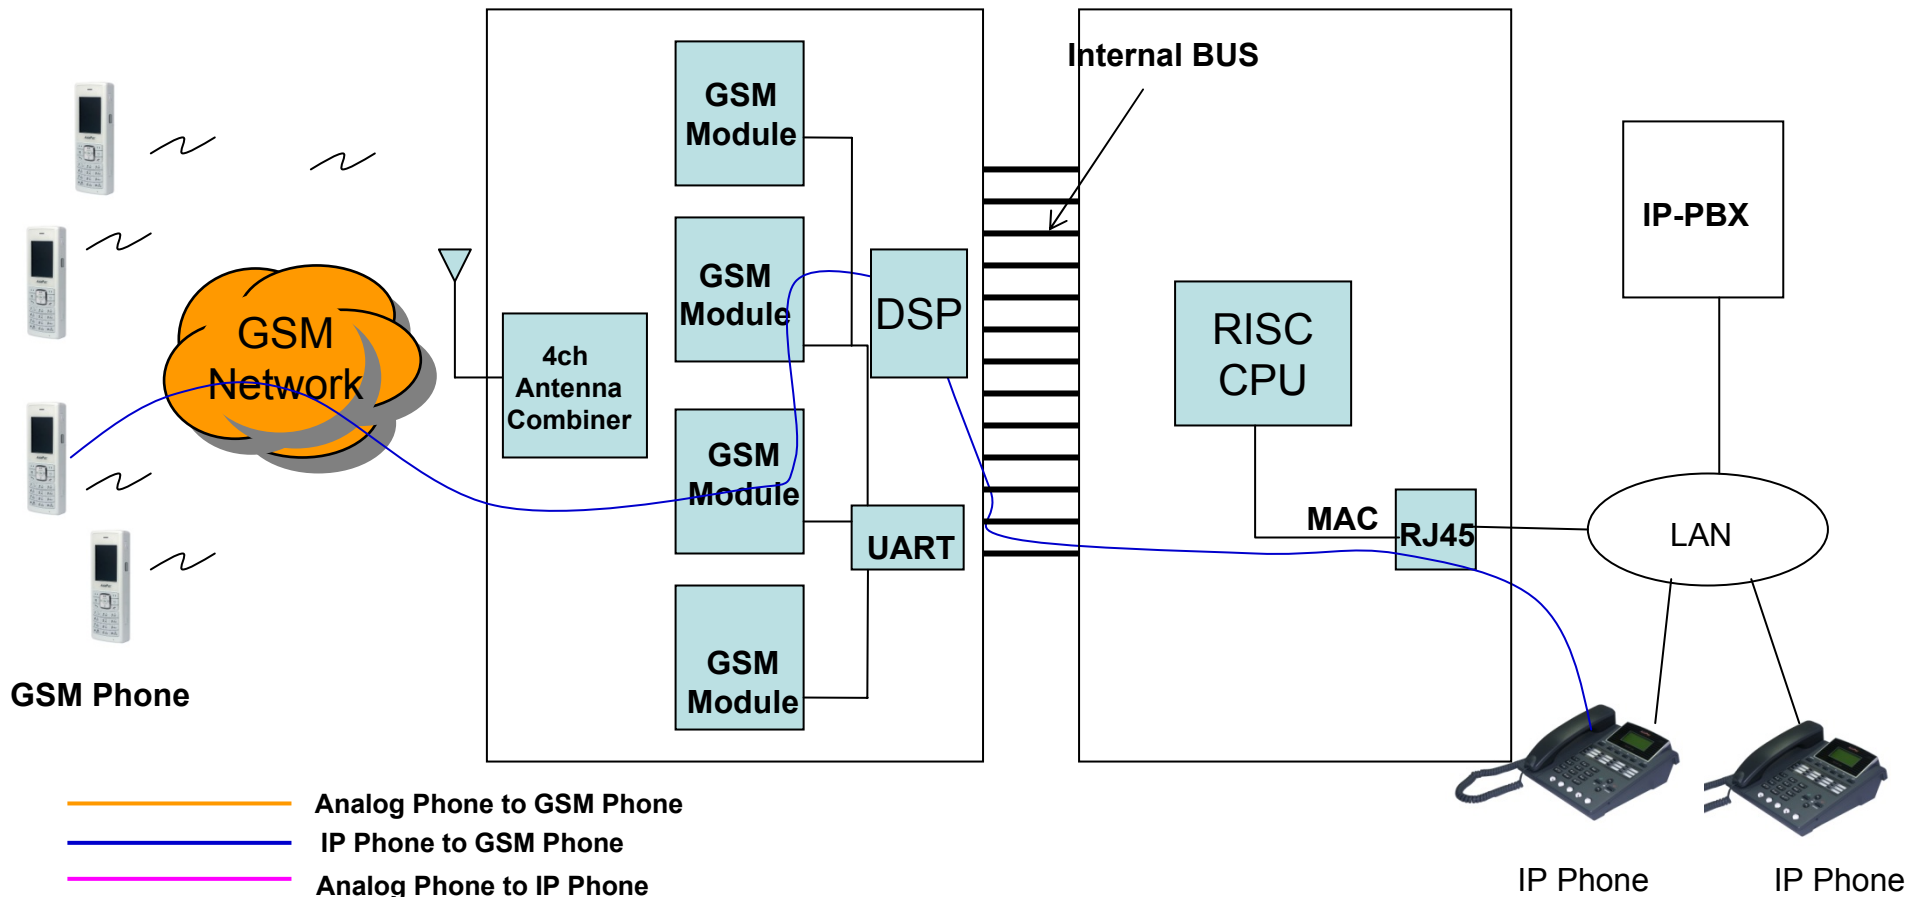 Internal BUS
GSM
Module
IP-PBX
GSM
Module
DSP
GSM
Network
4ch
Antenna
Combiner
RISC
CPU
GSM
Module
UART
MAC
RJ45
LAN
GSM
Module
GSM Phone
Analog Phone to GSM Phone
IP Phone to GSM Phone
Analog Phone to IP Phone
IP Phone
IP Phone